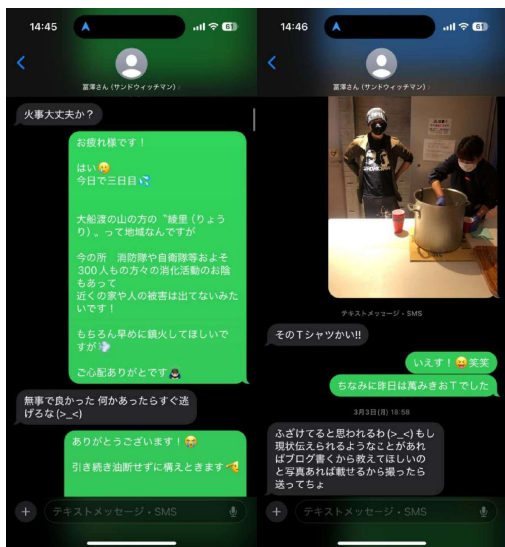 14:45
61
冨澤さん (サンドウィッチマン)
火事大丈夫か？
お疲れ様です！
はい🥲
今日で三日目💦
大船渡の山の方の〝綾里（りょう
り）〟って地域なんですが
今の所　消防隊や自衛隊等およそ
300人もの方々の消化活動のお陰
もあって
近くの家や人の被害は出てないみた
いです！
もちろん早めに鎮火してほしいで
すが💨
ご心配ありがとです
無事で良かった 何かあったらすぐ逃
げろな(>_<)
ありがとうございます！😭
引き続き油断せずに構えときます🫡
テキストメッセージ・SMS
14:46
61
冨澤さん (サンドウィッチマン)
テキストメッセージ・SMS
そのTシャツかい!!
いえす！😝笑笑
ちなみに昨日は萬みきおTでした
3月3日(月) 16:58
ふざけてると思われるわ(>_<)もし
現状伝えられるようなことがあれ
ばブログ書くから教えてほしいの
と写真あれば載せるから撮ったら
送ってちょ
テキストメッセージ・SMS